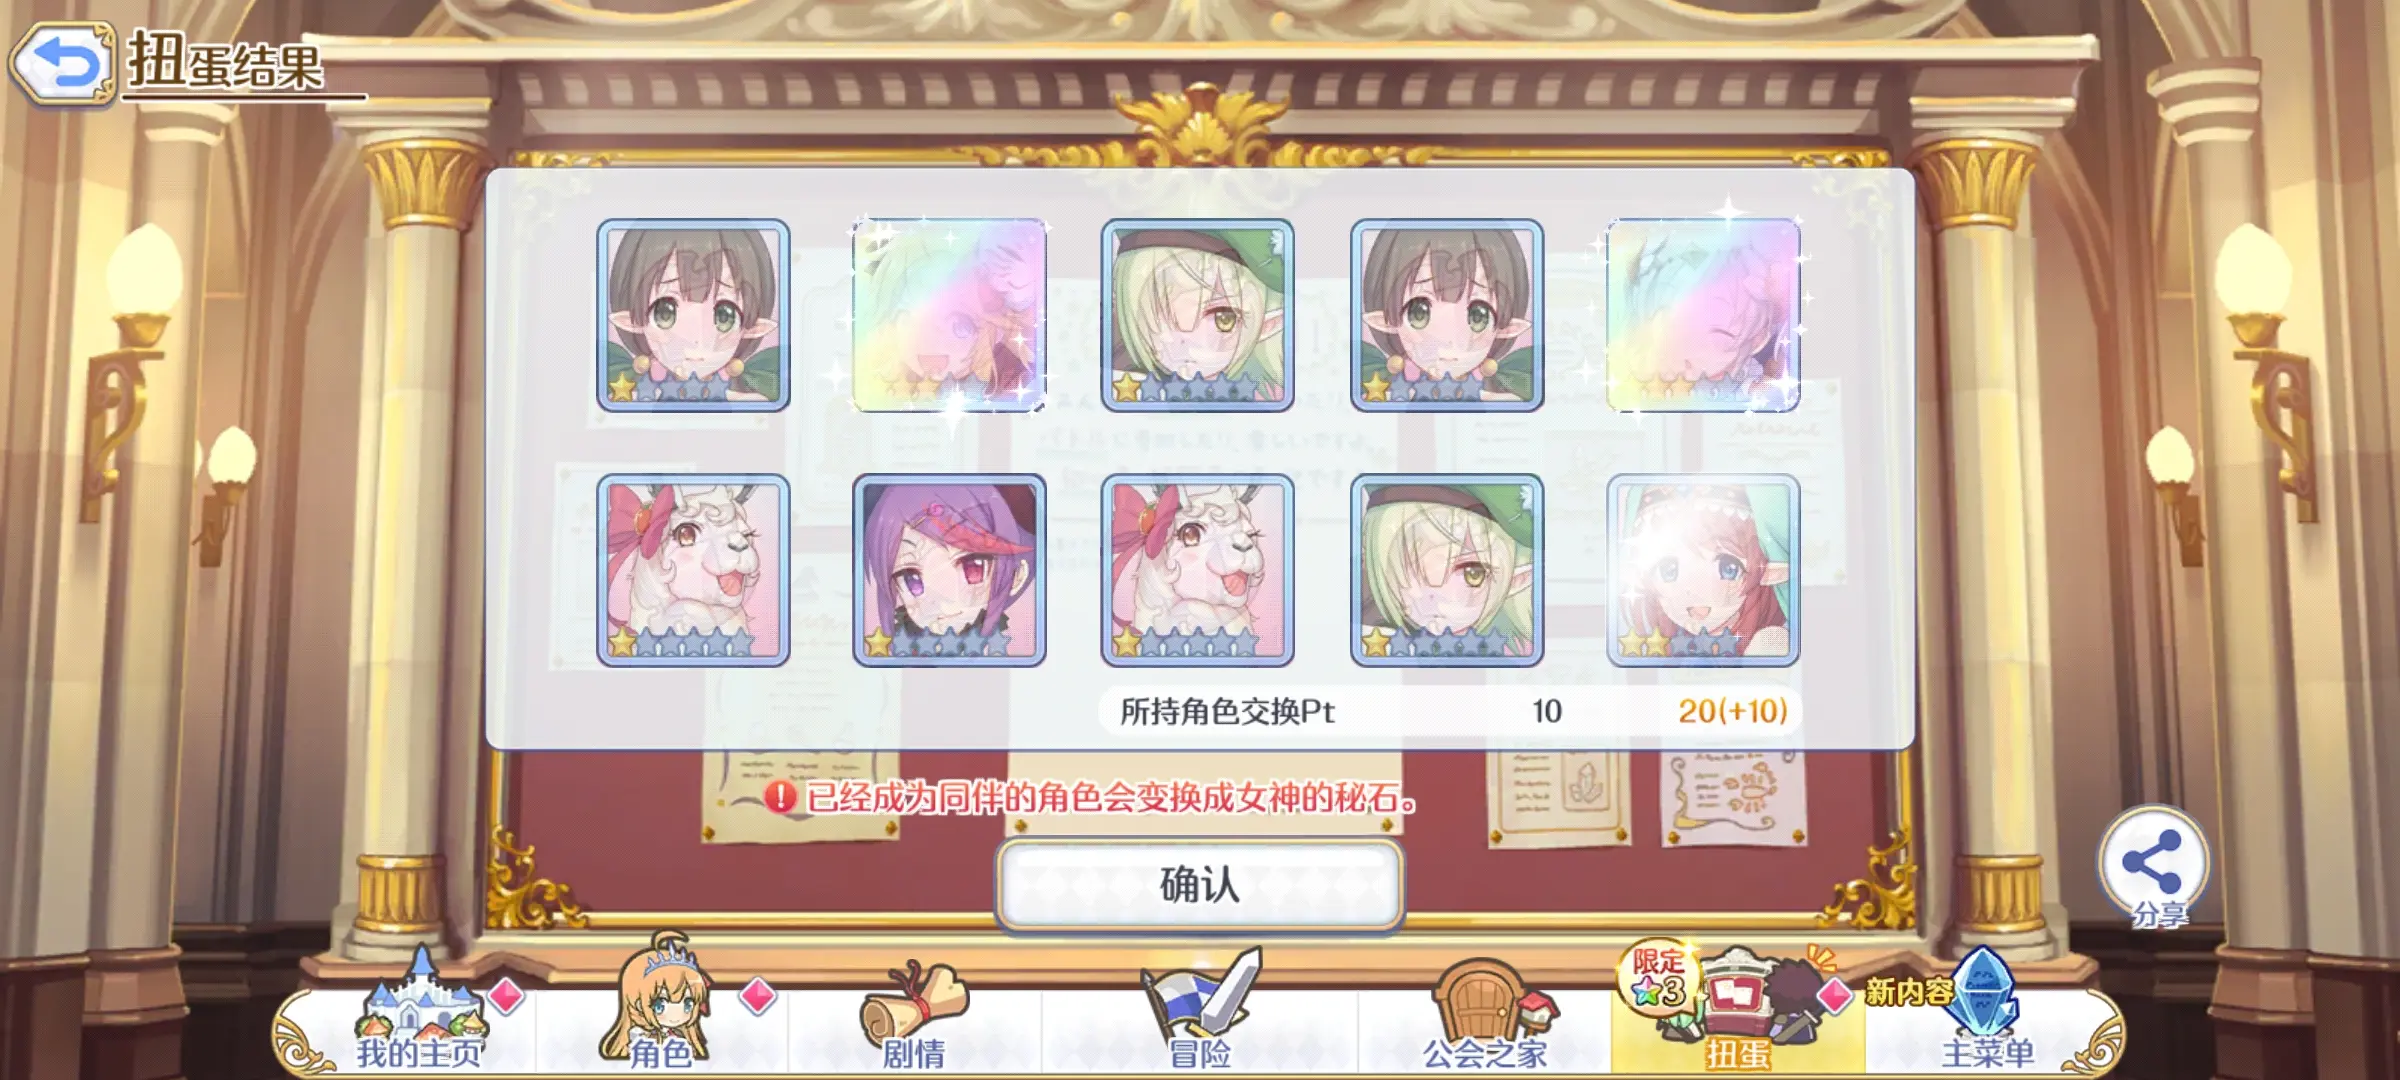 扭蛋结果
所持角色交换Pt 10 20(+10)
已经成为同伴的角色会变换成女神的秘石。
确认
分享
限定
3
新内容
我的主页
角色
剧情
冒险
公会之家
扭蛋
主菜单